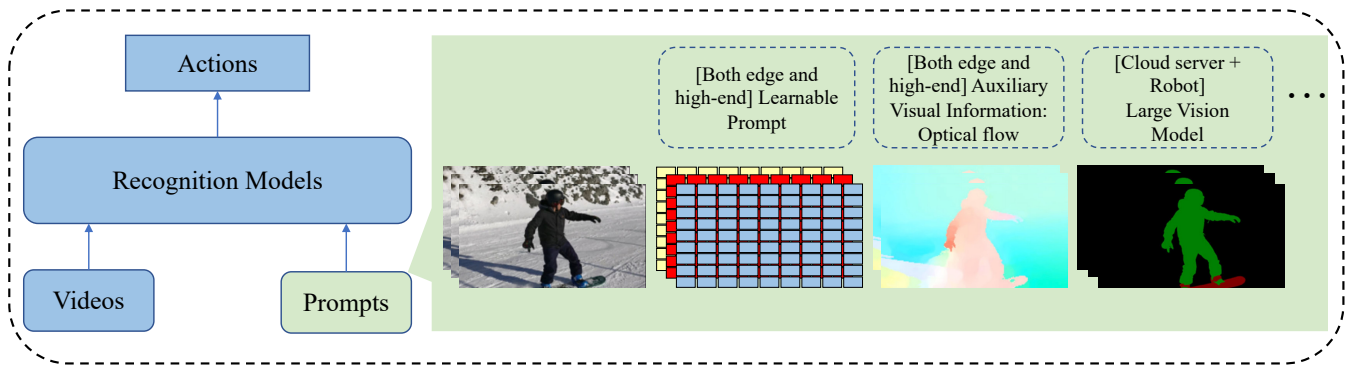 Actions
Recognition Models
Videos
Prompts
[Both edge and
high-end] Learnable
Prompt
[Both edge and
high-end] Auxiliary
Visual Information:
Optical flow
[Cloud server +
Robot]
Large Vision
Model
...